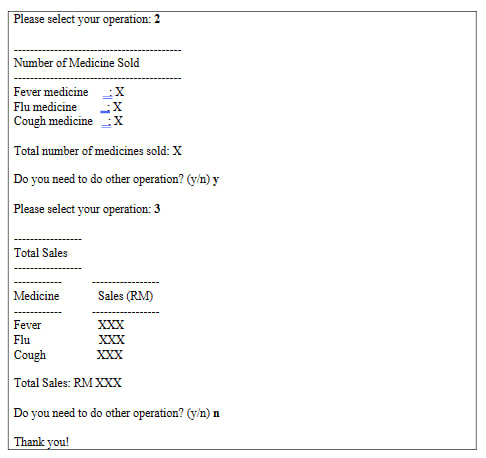 Please select your operation: 2
------------------------------------------
Number of Medicine Sold
------------------------------------------
Fever medicine : X
Flu medicine : X
Cough medicine : X
Total number of medicines sold: X
Do you need to do other operation? (y/n) y
Please select your operation: 3
-----------------
Total Sales
-----------------
------------ -----------------
Medicine Sales (RM)
------------ -----------------
Fever XXX
Flu XXX
Cough XXX
Total Sales: RM XXX
Do you need to do other operation? (y/n) n
Thank you!